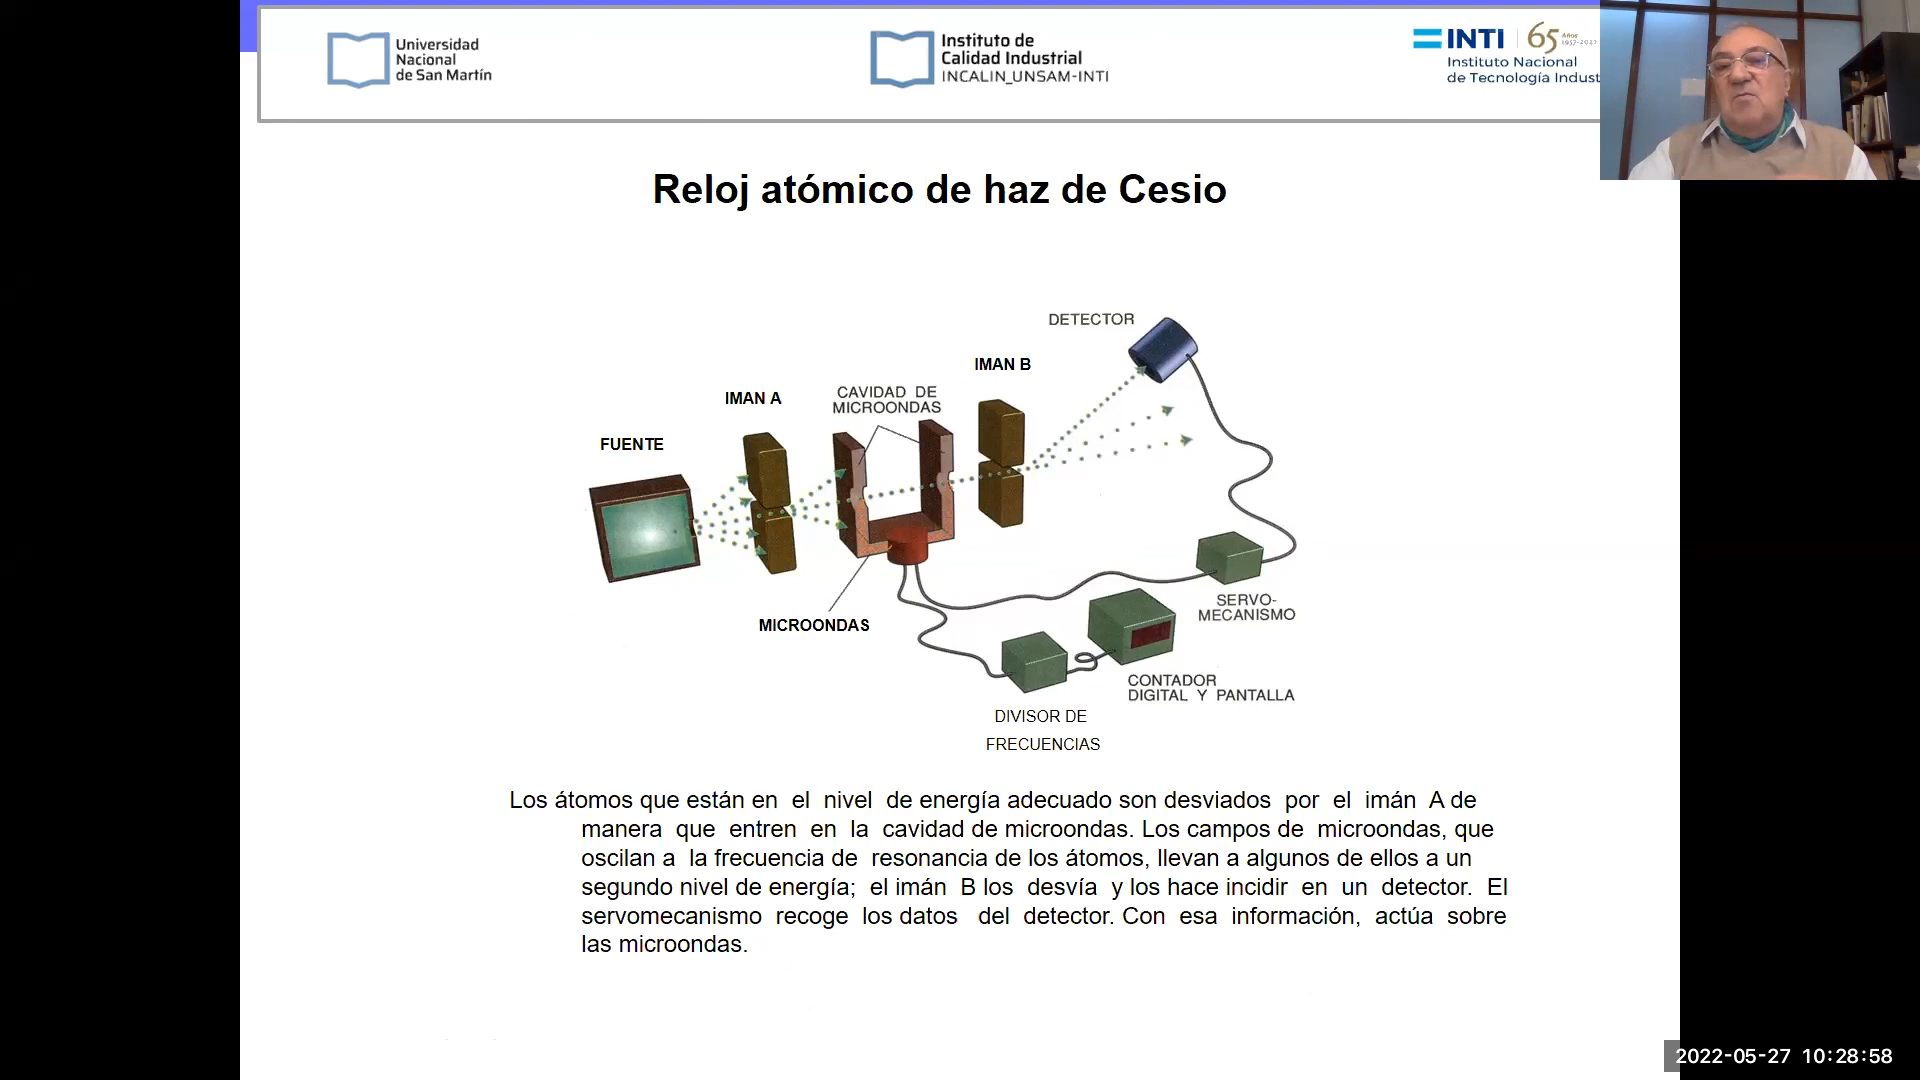 Universidad
Nacional
de San Martín
Instituto de
Calidad Industrial
INCALIN_UNSAM-INTI
INTI 65 Años
1957-2022
Instituto Nacional
de Tecnología Indust
Reloj atómico de haz de Cesio
DETECTOR
IMAN B
IMAN A
CAVIDAD DE
MICROONDAS
FUENTE
MICROONDAS
SERVO-
MECANISMO
CONTADOR
DIGITAL Y PANTALLA
DIVISOR DE
FRECUENCIAS
Los átomos que están en el nivel de energía adecuado son desviados por el imán A de
manera que entren en la cavidad de microondas. Los campos de microondas, que
oscilan a la frecuencia de resonancia de los átomos, llevan a algunos de ellos a un
segundo nivel de energía; el imán B los desvía y los hace incidir en un detector. El
servomecanismo recoge los datos del detector. Con esa información, actúa sobre
las microondas.
2022-05-27 10:28:58